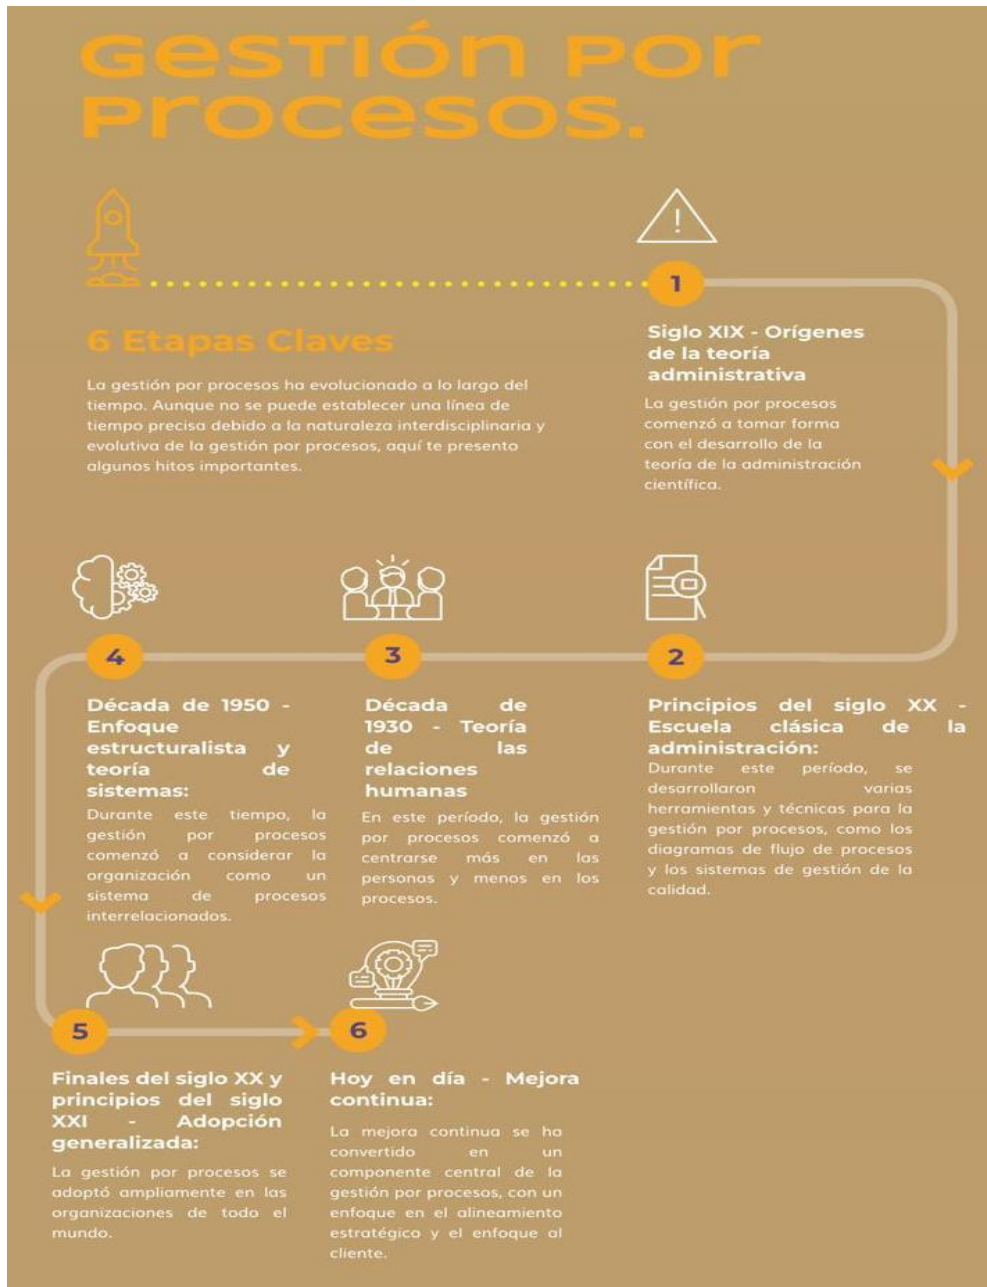 Gestión por
procesos.
1
6 Etapas Claves
La gestión por procesos ha evolucionado a lo largo del
tiempo. Aunque no se puede establecer una línea de
tiempo precisa debido a la naturaleza interdisciplinaria y
evolutiva de la gestión por procesos, aquí te presento
algunos hitos importantes.
Siglo XIX - Orígenes
de la teoría
administrativa
La gestión por procesos
comenzó a tomar forma
con el desarrollo de la
teoría de la administración
científica.
2
Principios del siglo XX -
Escuela clásica de la
administración:
Durante este período, se
desarrollaron varias
herramientas y técnicas para la
gestión por procesos, como los
diagramas de flujo de procesos
y los sistemas de gestión de la
calidad.
3
Década de
1930 - Teoría
de las
relaciones
humanas
En este período, la gestión
por procesos comenzó a
centrarse más en las
personas y menos en los
procesos.
4
Década de 1950 -
Enfoque
estructuralista y
teoría de
sistemas:
Durante este tiempo, la
gestión por procesos
comenzó a considerar la
organización como un
sistema de procesos
interrelacionados.
5
Finales del siglo XX y
principios del siglo
XXI - Adopción
generalizada:
La gestión por procesos se
adoptó ampliamente en las
organizaciones de todo el
mundo.
6
Hoy en día - Mejora
continua:
La mejora continua se ha
convertido en un
componente central de la
gestión por procesos, con un
enfoque en el alineamiento
estratégica y el enfoque al
cliente.